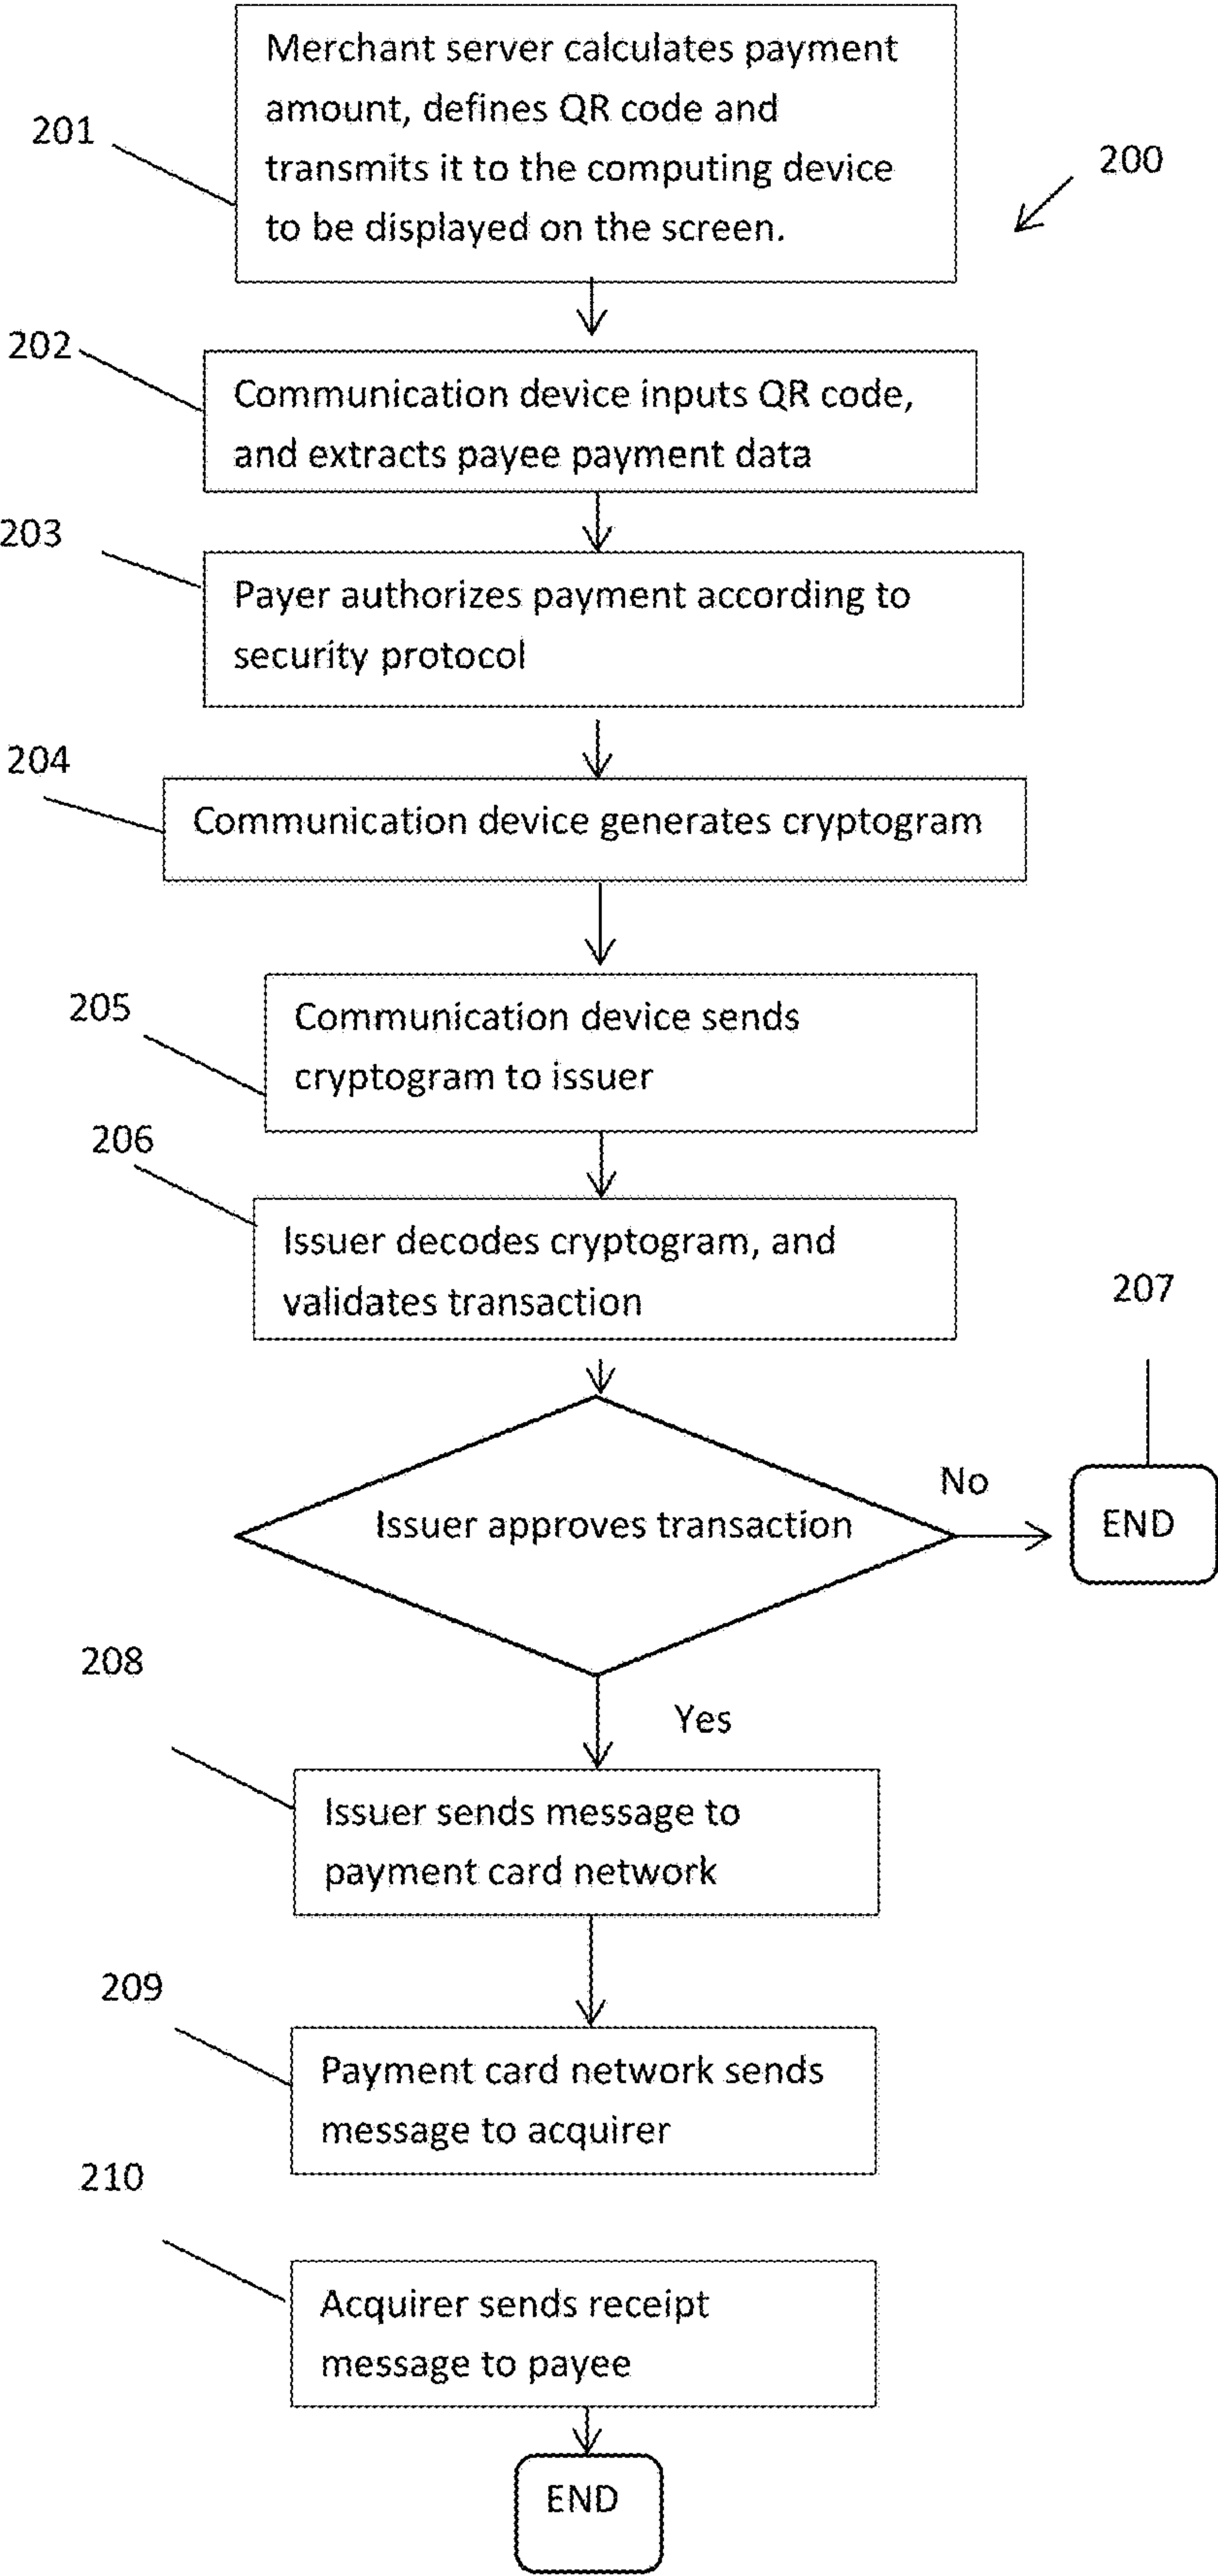 Merchant server calculates payment
amount, defines QR code and
transmits it to the computing device
to be displayed on the screen.
201
200
202
Communication device inputs QR code,
and extracts payee payment data
203
Payer authorizes payment according to
security protocol
204
Communication device generates cryptogram
205
Communication device sends
cryptogram to issuer
206
Issuer decodes cryptogram, and
validates transaction
207
No
Issuer approves transaction
END
208
Yes
Issuer sends message to
payment card network
209
Payment card network sends
message to acquirer
210
Acquirer sends receipt
message to payee
END